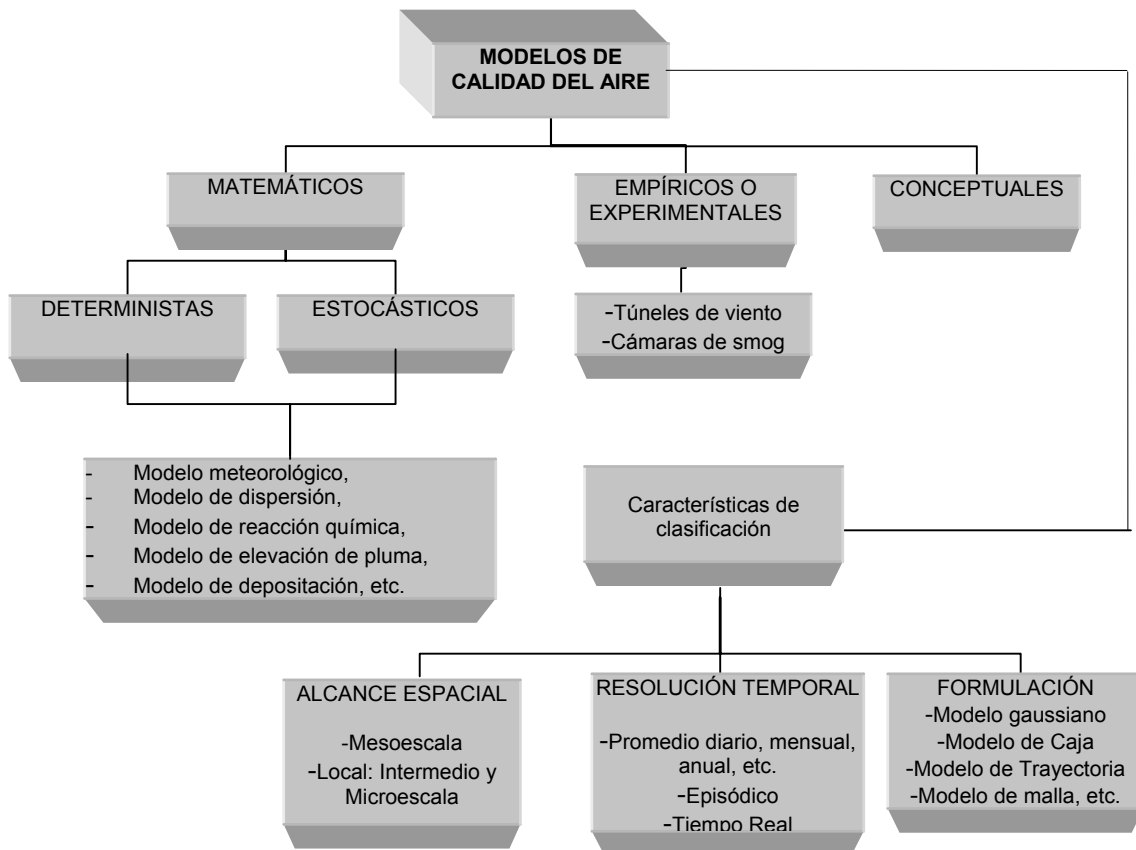 MODELOS DE
CALIDAD DEL AIRE
MATEMÁTICOS
EMPÍRICOS O
EXPERIMENTALES
CONCEPTUALES
DETERMINISTAS
ESTOCÁSTICOS
-Túneles de viento
-Cámaras de smog
- Modelo meteorológico,
- Modelo de dispersión,
- Modelo de reacción química,
- Modelo de elevación de pluma,
- Modelo de depositación, etc.
Características de
clasificación
ALCANCE ESPACIAL
-Mesoescala
-Local: Intermedio y
Microescala
RESOLUCIÓN TEMPORAL
-Promedio diario, mensual,
anual, etc.
-Episódico
-Tiempo Real
FORMULACIÓN
-Modelo gaussiano
-Modelo de Caja
-Modelo de Trayectoria
-Modelo de malla, etc.